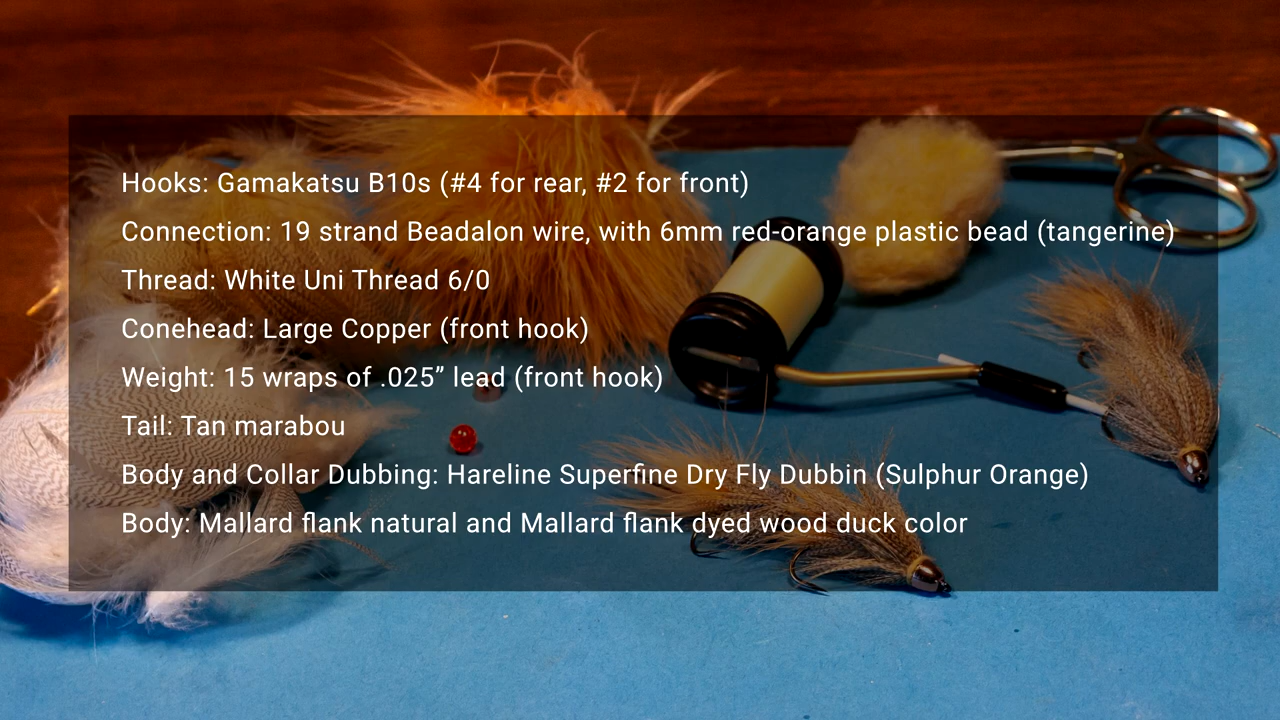 Hooks: Gamakatsu B10s (#4 for rear, #2 for front)
Connection: 19 strand Beadalon wire, with 6mm red-orange plastic bead (tangerine)
Thread: White Uni Thread 6/0
Conehead: Large Copper (front hook)
Weight: 15 wraps of .025” lead (front hook)
Tail: Tan marabou
Body and Collar Dubbing: Hareline Superfine Dry Fly Dubbin (Sulphur Orange)
Body: Mallard flank natural and Mallard flank dyed wood duck color